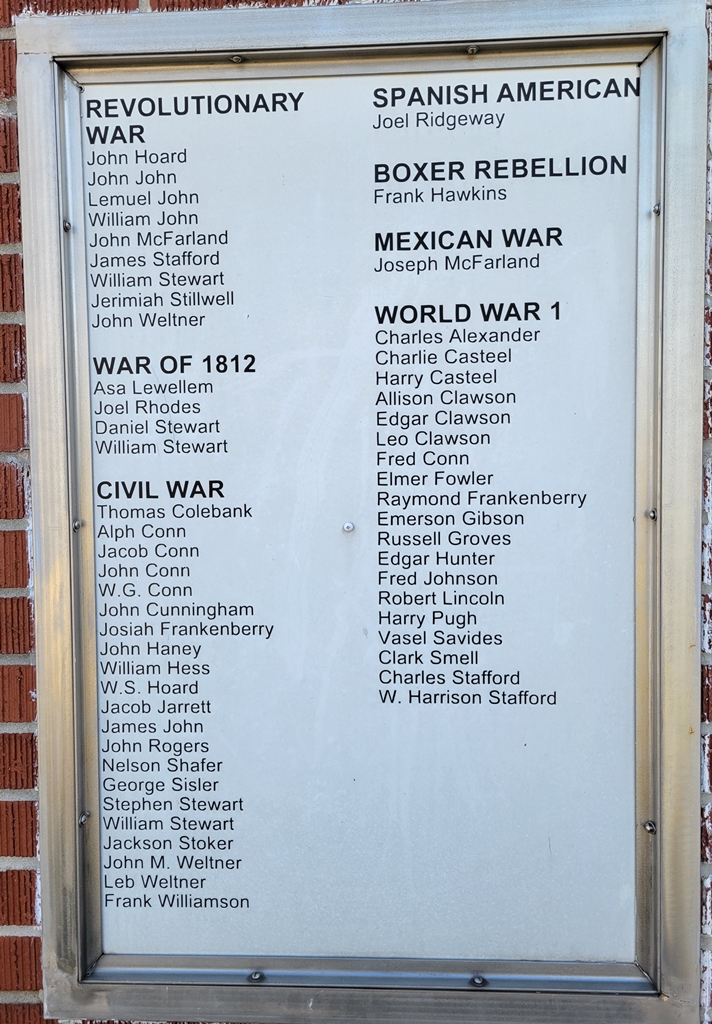 REVOLUTIONARY
WAR
John Hoard
John John
Lemuel John
William John
John McFarland
James Stafford
William Stewart
Jerimiah Stillwell
John Weltner
WAR OF 1812
Asa Lewellem
Joel Rhodes
Daniel Stewart
William Stewart
CIVIL WAR
Thomas Colebank
Alph Conn
Jacob Conn
John Conn
W.G. Conn
John Cunningham
Josiah Frankenberry
John Haney
William Hess
W.S. Hoard
Jacob Jarrett
James John
John Rogers
Nelson Shafer
George Sisler
Stephen Stewart
William Stewart
Jackson Stoker
John M. Weltner
Leb Weltner
Frank Williamson
SPANISH AMERICAN
Joel Ridgeway
BOXER REBELLION
Frank Hawkins
MEXICAN WAR
Joseph McFarland
WORLD WAR 1
Charles Alexander
Charlie Casteel
Harry Casteel
Allison Clawson
Edgar Clawson
Leo Clawson
Fred Conn
Elmer Fowler
Raymond Frankenberry
Emerson Gibson
Russell Groves
Edgar Hunter
Fred Johnson
Robert Lincoln
Harry Pugh
Vasel Savides
Clark Smell
Charles Stafford
W. Harrison Stafford